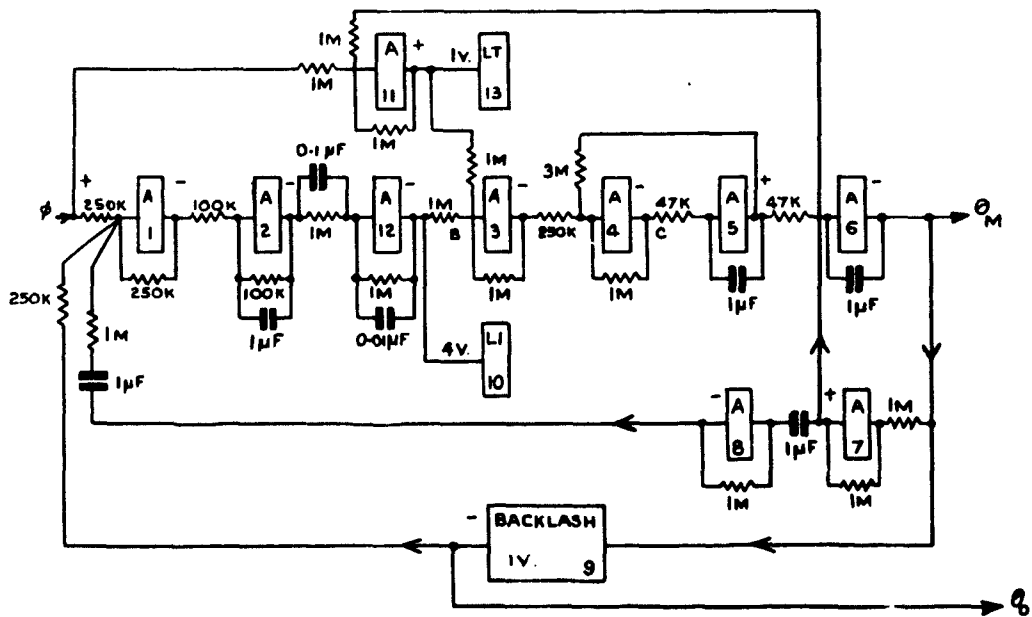 1M
A
11
+
1V.
LT
13
1M
1M
0.1µF
1M
3M
ϕ
+
250K
A
1
-
100K
A
2
-
1M
A
12
-
1M
B
A
3
-
290K
A
4
-
47K
C
A
5
+
47K
A
6
-
θM
250K
100K
1µF
1M
0.01µF
1M
1M
1µF
1µF
250K
1M
1µF
4V.
L1
10
-
A
8
1µF
+
A
7
1M
1M
1M
-
BACKLASH
1V.
9